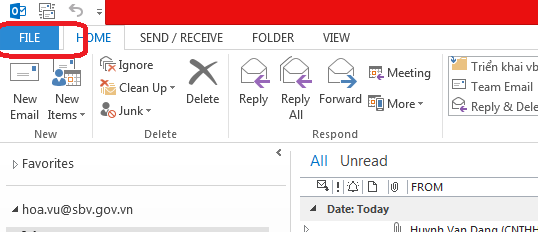 FILE HOME SEND / RECEIVE FOLDER VIEW
New Email
New Items
Ignore
Clean Up
Junk
Delete
Reply
Reply All
Forward
Meeting
More
Triển khai vb
Team Email
Reply & Dele
New Delete Respond
Favorites
All Unread
FROM
hoa.vu@sbv.gov.vn
Date: Today
Huynh Van Dang (CNTHH